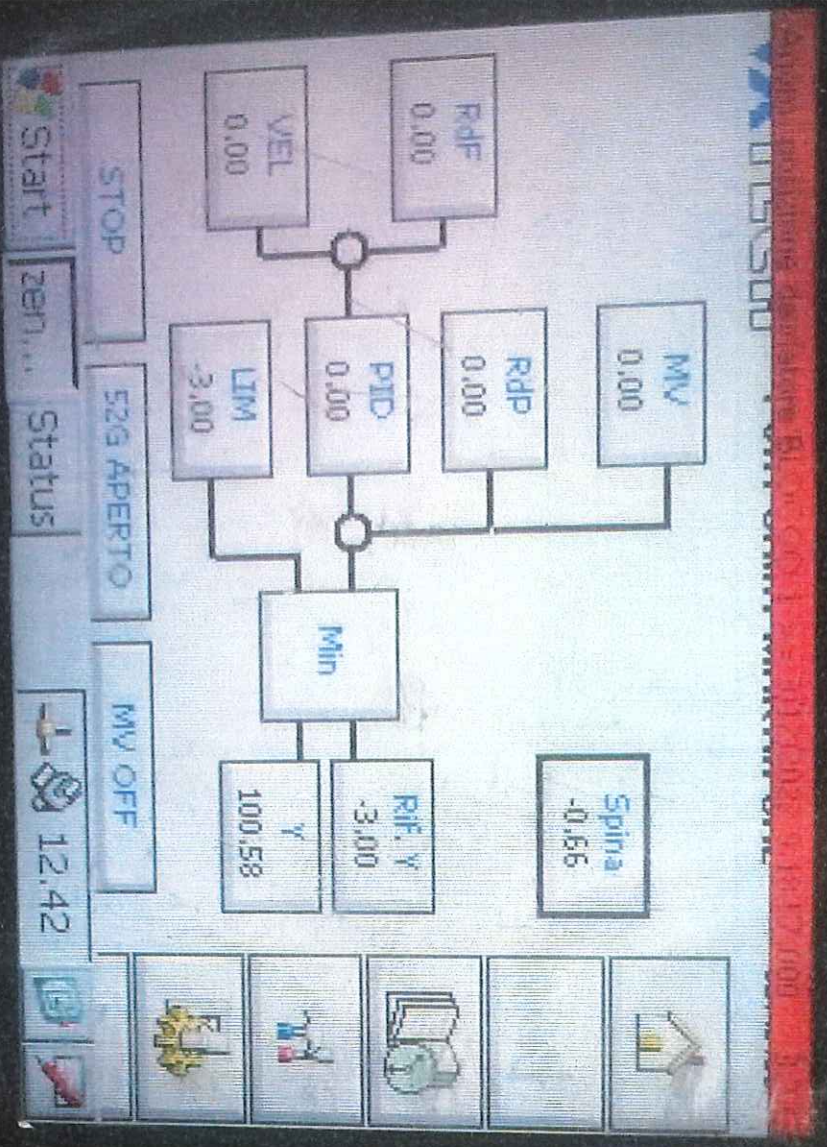 RdF
0.00
MV
0.00
Spina
-0.66
RdP
0.00
VEL
0.00
PID
0.00
Min
Rif. Y
-3.00
LIM
-3.00
Y
100.58
STOP
52G APERTO
MV OFF
Start
zen...
Status
12.42